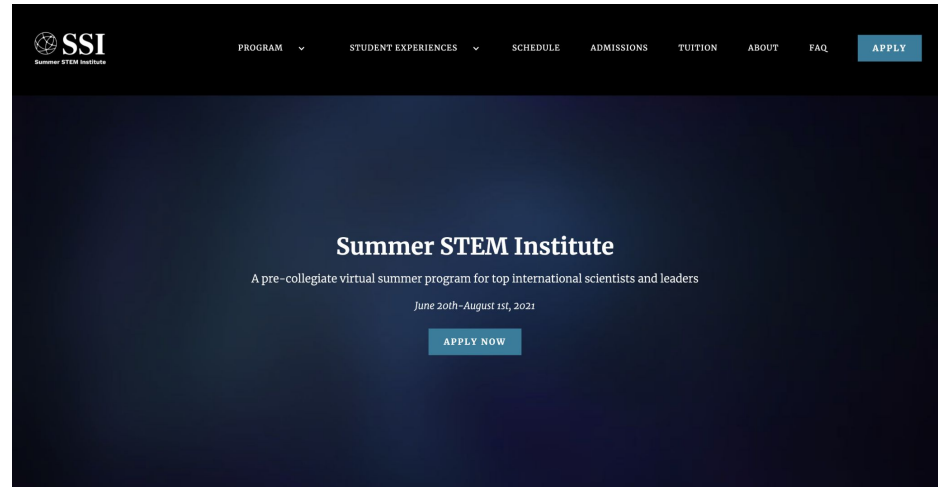 SSI
Summer STEM Institute
PROGRAM
STUDENT EXPERIENCES
SCHEDULE
ADMISSIONS
TUITION
ABOUT
FAQ
APPLY
Summer STEM Institute
A pre-collegiate virtual summer program for top international scientists and leaders
June 20th-August 1st, 2021
APPLY NOW